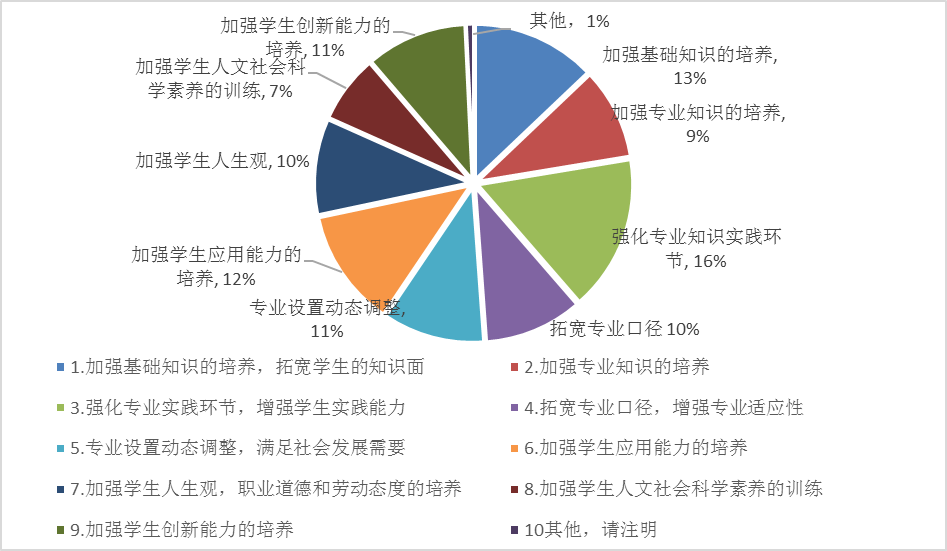 其他，1%
加强学生创新能力的
培养, 11%
加强基础知识的培养,
13%
加强学生人文社会科
学素养的训练, 7%
加强专业知识的培养,
9%
加强学生人生观, 10%
强化专业知识实践环
节, 16%
加强学生应用能力的
培养, 12%
专业设置动态调整,
11%
拓宽专业口径 10%
1.加强基础知识的培养，拓宽学生的知识面
2.加强专业知识的培养
3.强化专业实践环节，增强学生实践能力
4.拓宽专业口径，增强专业适应性
5.专业设置动态调整，满足社会发展需要
6.加强学生应用能力的培养
7.加强学生人生观，职业道德和劳动态度的培养
8.加强学生人文社会科学素养的训练
9.加强学生创新能力的培养
10其他，请注明